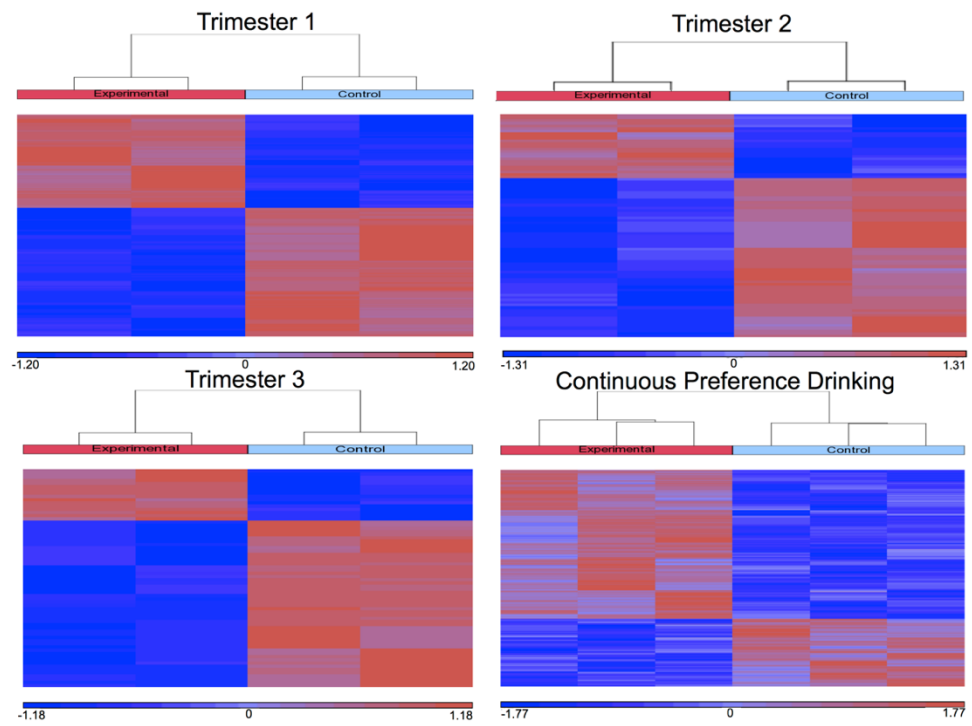 Trimester 1
Experimental Control
-1.20 0 1.20
Trimester 2
Experimental Control
-1.31 0 1.31
Trimester 3
Experimental Control
-1.18 0 1.18
Continuous Preference Drinking
Experimental Control
-1.77 0 1.77